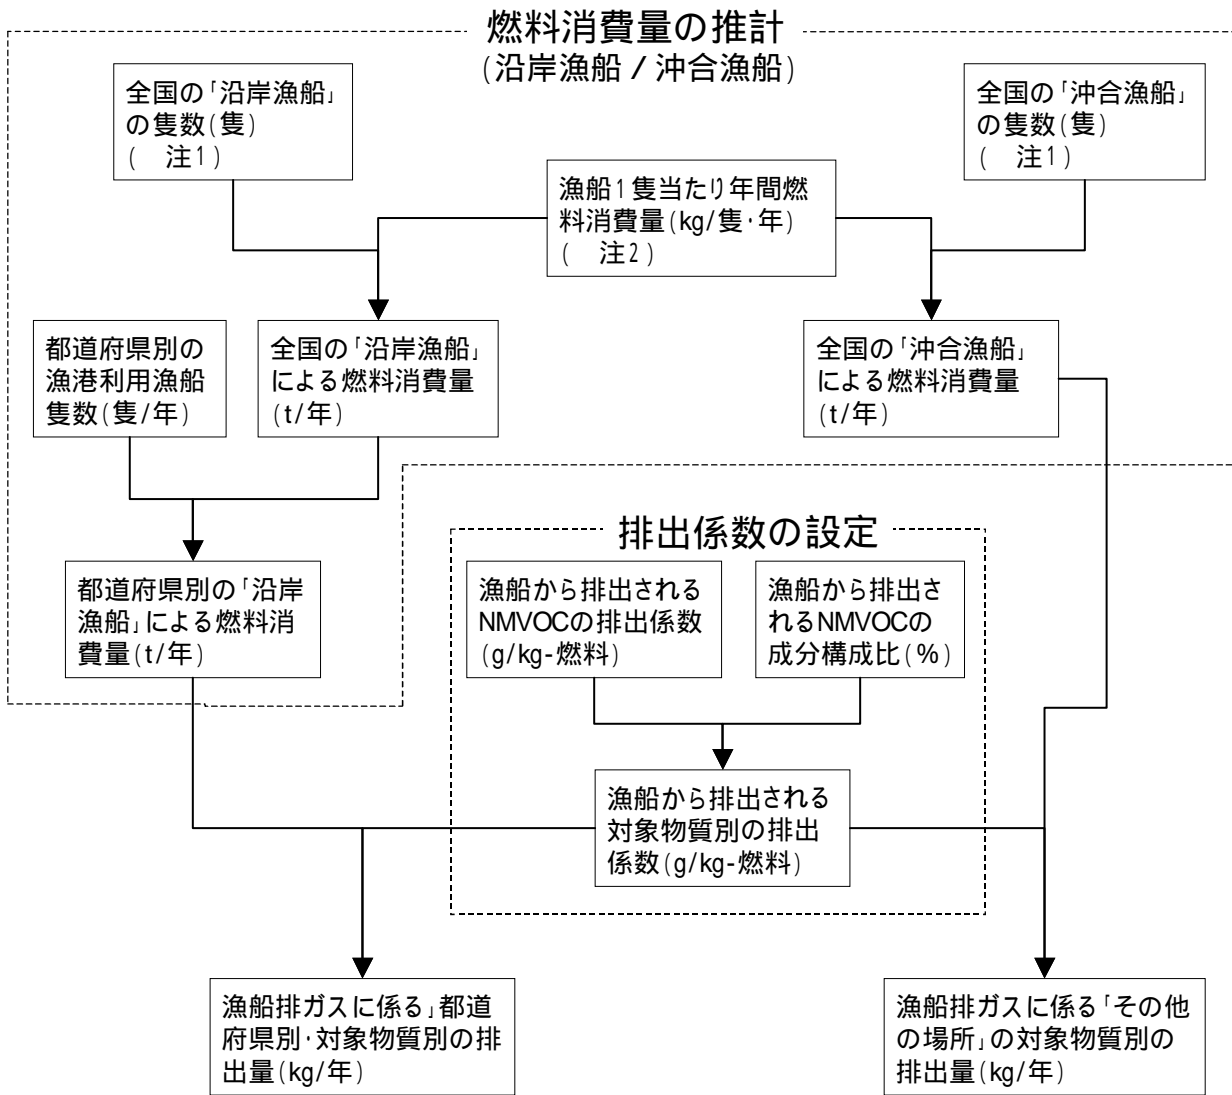 燃料消費量の推計
(沿岸漁船 / 沖合漁船)
全国の「沿岸漁船」
の隻数(隻)
(　注1)
全国の「沖合漁船」
の隻数(隻)
(　注1)
漁船1隻当たり年間燃
料消費量(kg/隻・年)
(　注2)
都道府県別の
漁港利用漁船
隻数(隻/年)
全国の「沿岸漁船」
による燃料消費量
(t/年)
全国の「沖合漁船」
による燃料消費量
(t/年)
排出係数の設定
都道府県別の「沿岸
漁船」による燃料消
費量(t/年)
漁船から排出される
NMVOCの排出係数
(g/kg-燃料)
漁船から排出さ
れるNMVOCの
成分構成比(%)
漁船から排出される
対象物質別の排出
係数(g/kg-燃料)
漁船排ガスに係る」都道
府県別・対象物質別の排
出量(kg/年)
漁船排ガスに係る「その他
の場所」の対象物質別の
排出量(kg/年)